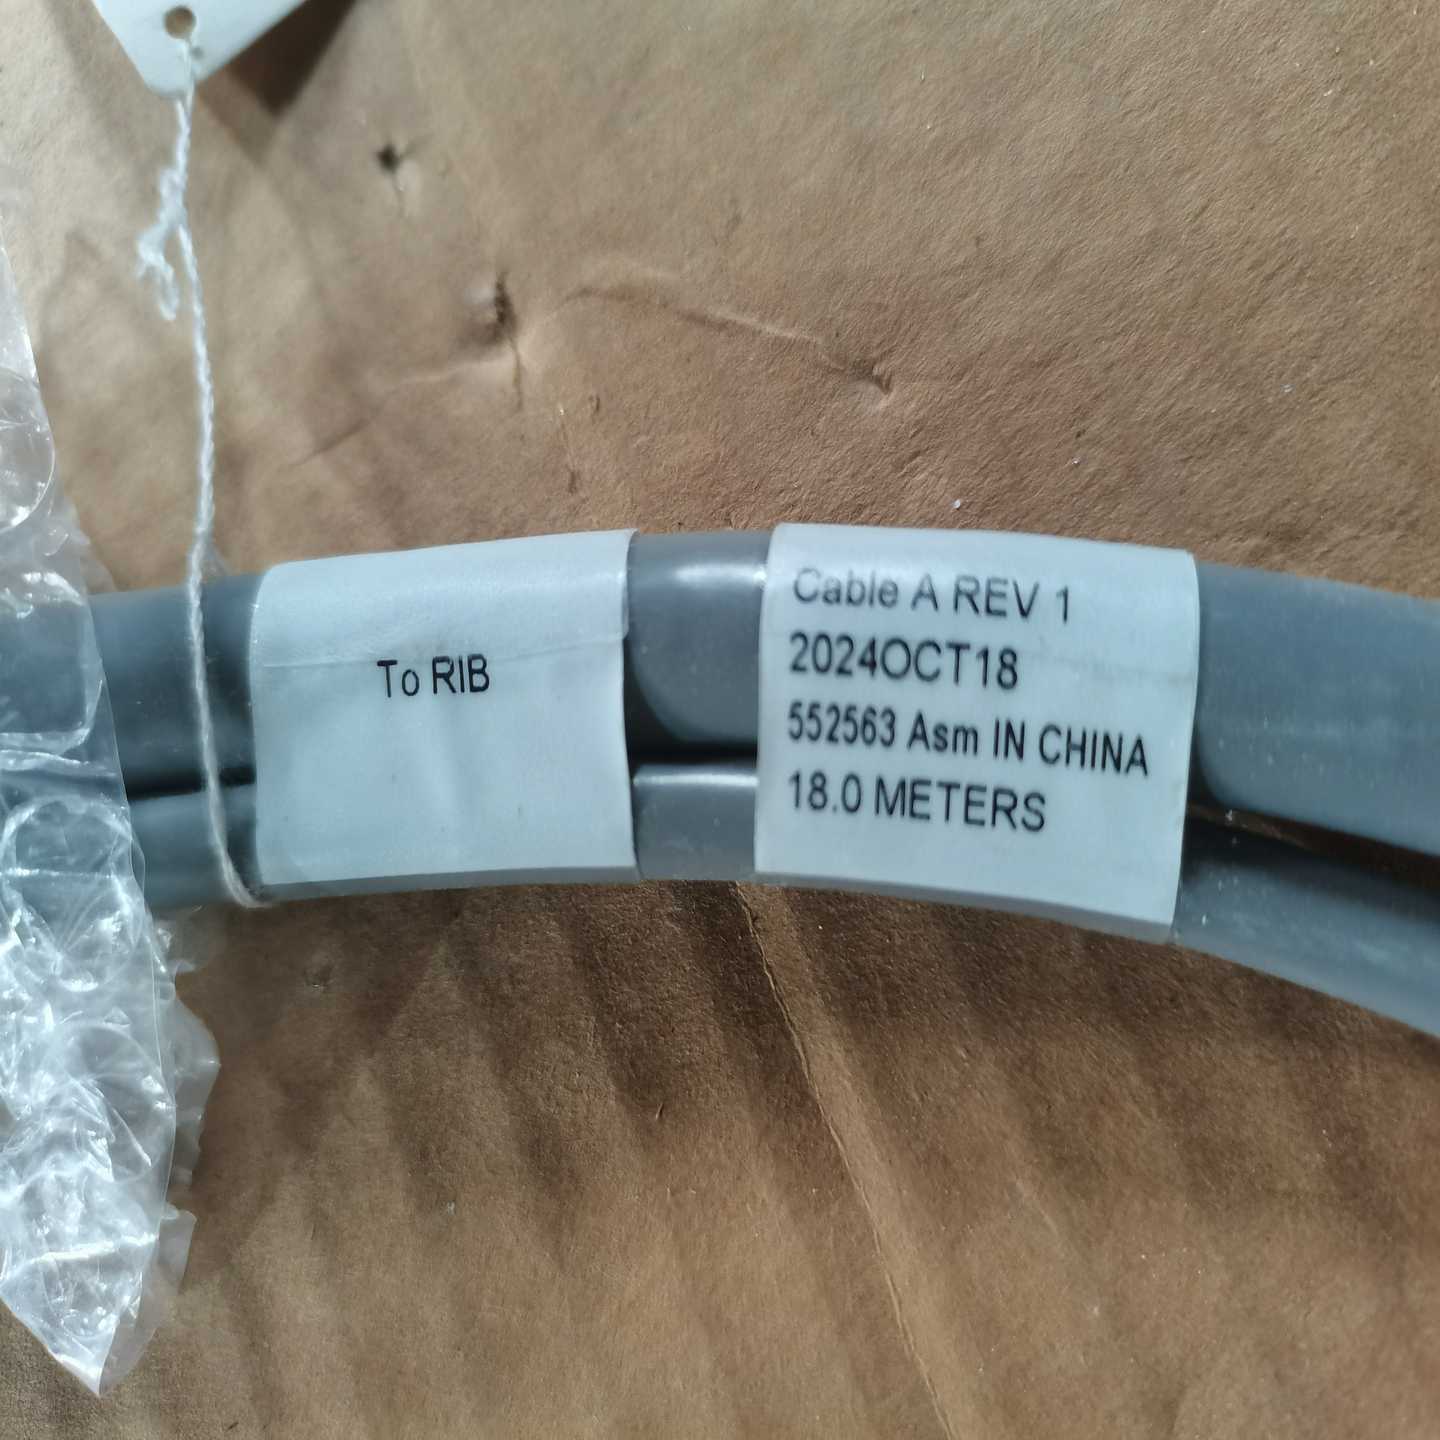 To RIB
Cable A REV 1
2024OCT18
552563 Asm IN CHINA
18.0 METERS